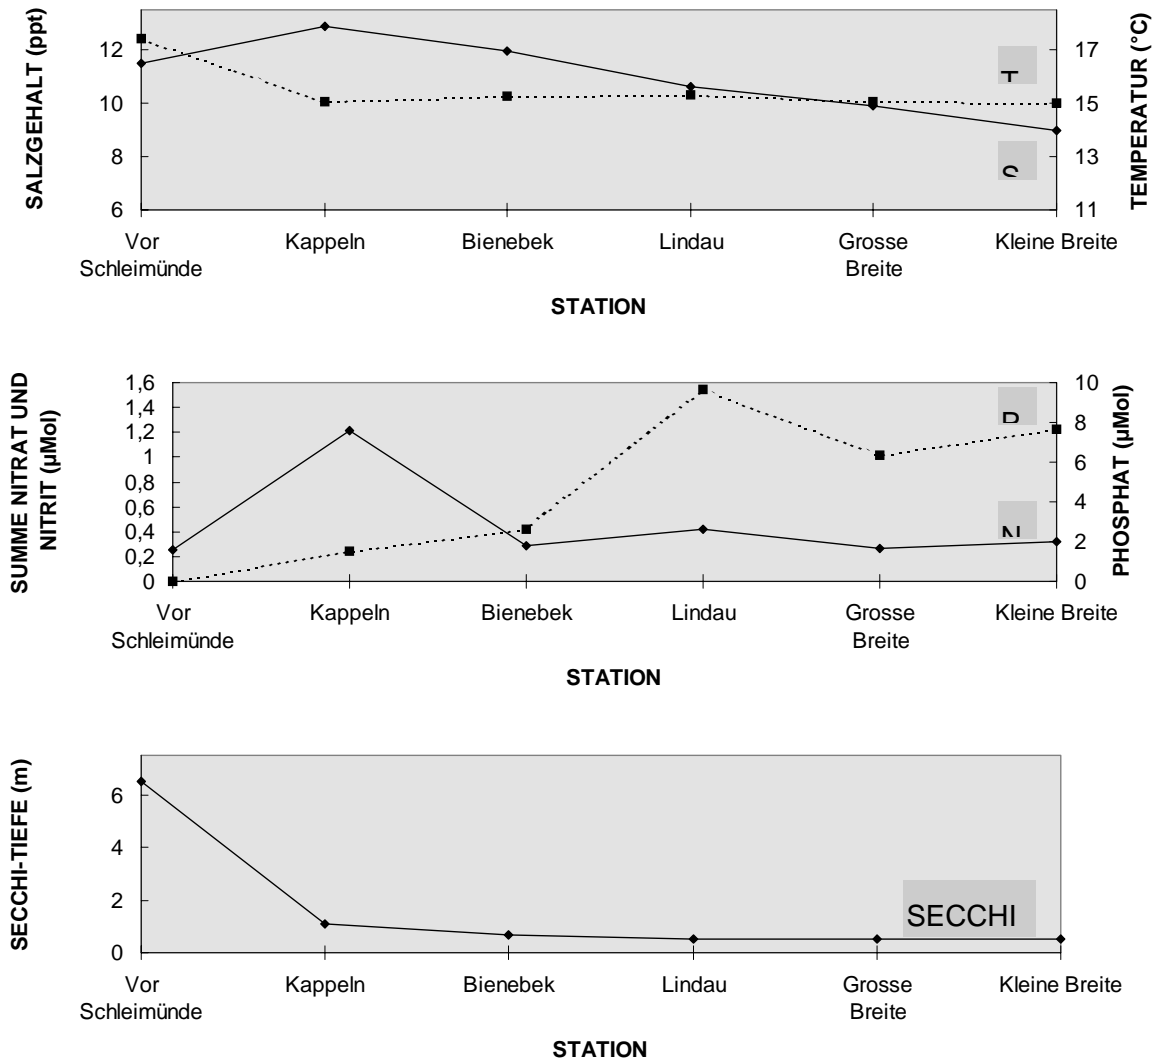 SALZGEHALT (ppt)
12
10
8
6
T
S
17
15
13
11
TEMPERATUR (°C)
Vor Schleimünde
Kappeln
Bienebek
Lindau
Grosse Breite
Kleine Breite
STATION
SUMME NITRAT UND
NITRIT (µMol)
1,6
1,4
1,2
1
0,8
0,6
0,4
0,2
0
P
N
10
8
6
4
2
0
PHOSPHAT (µMol)
Vor Schleimünde
Kappeln
Bienebek
Lindau
Grosse Breite
Kleine Breite
STATION
SECCHI-TIEFE (m)
6
4
2
0
SECCHI
Vor Schleimünde
Kappeln
Bienebek
Lindau
Grosse Breite
Kleine Breite
STATION